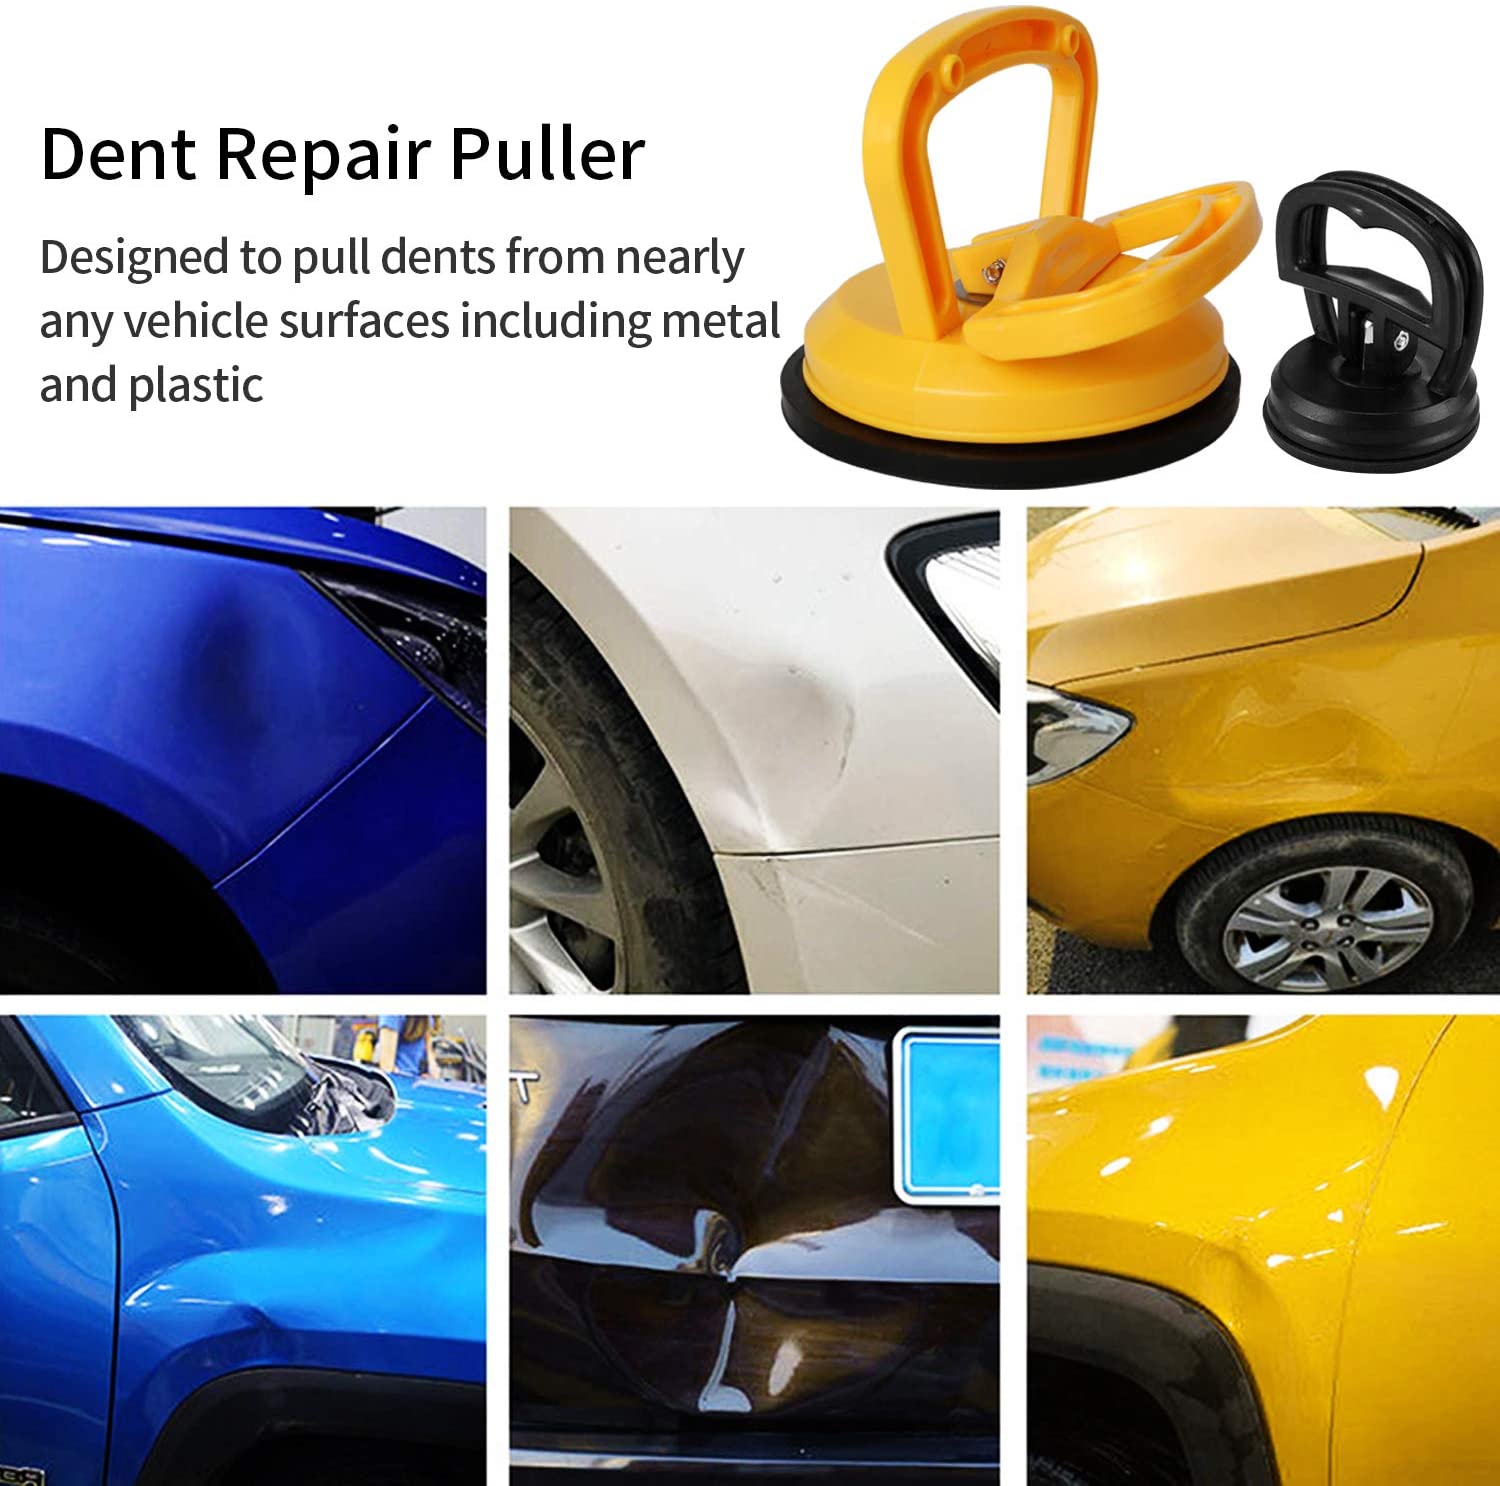 Dent Repair Puller
Designed to pull dents from nearly
any vehicle surfaces including metal
and plastic
T